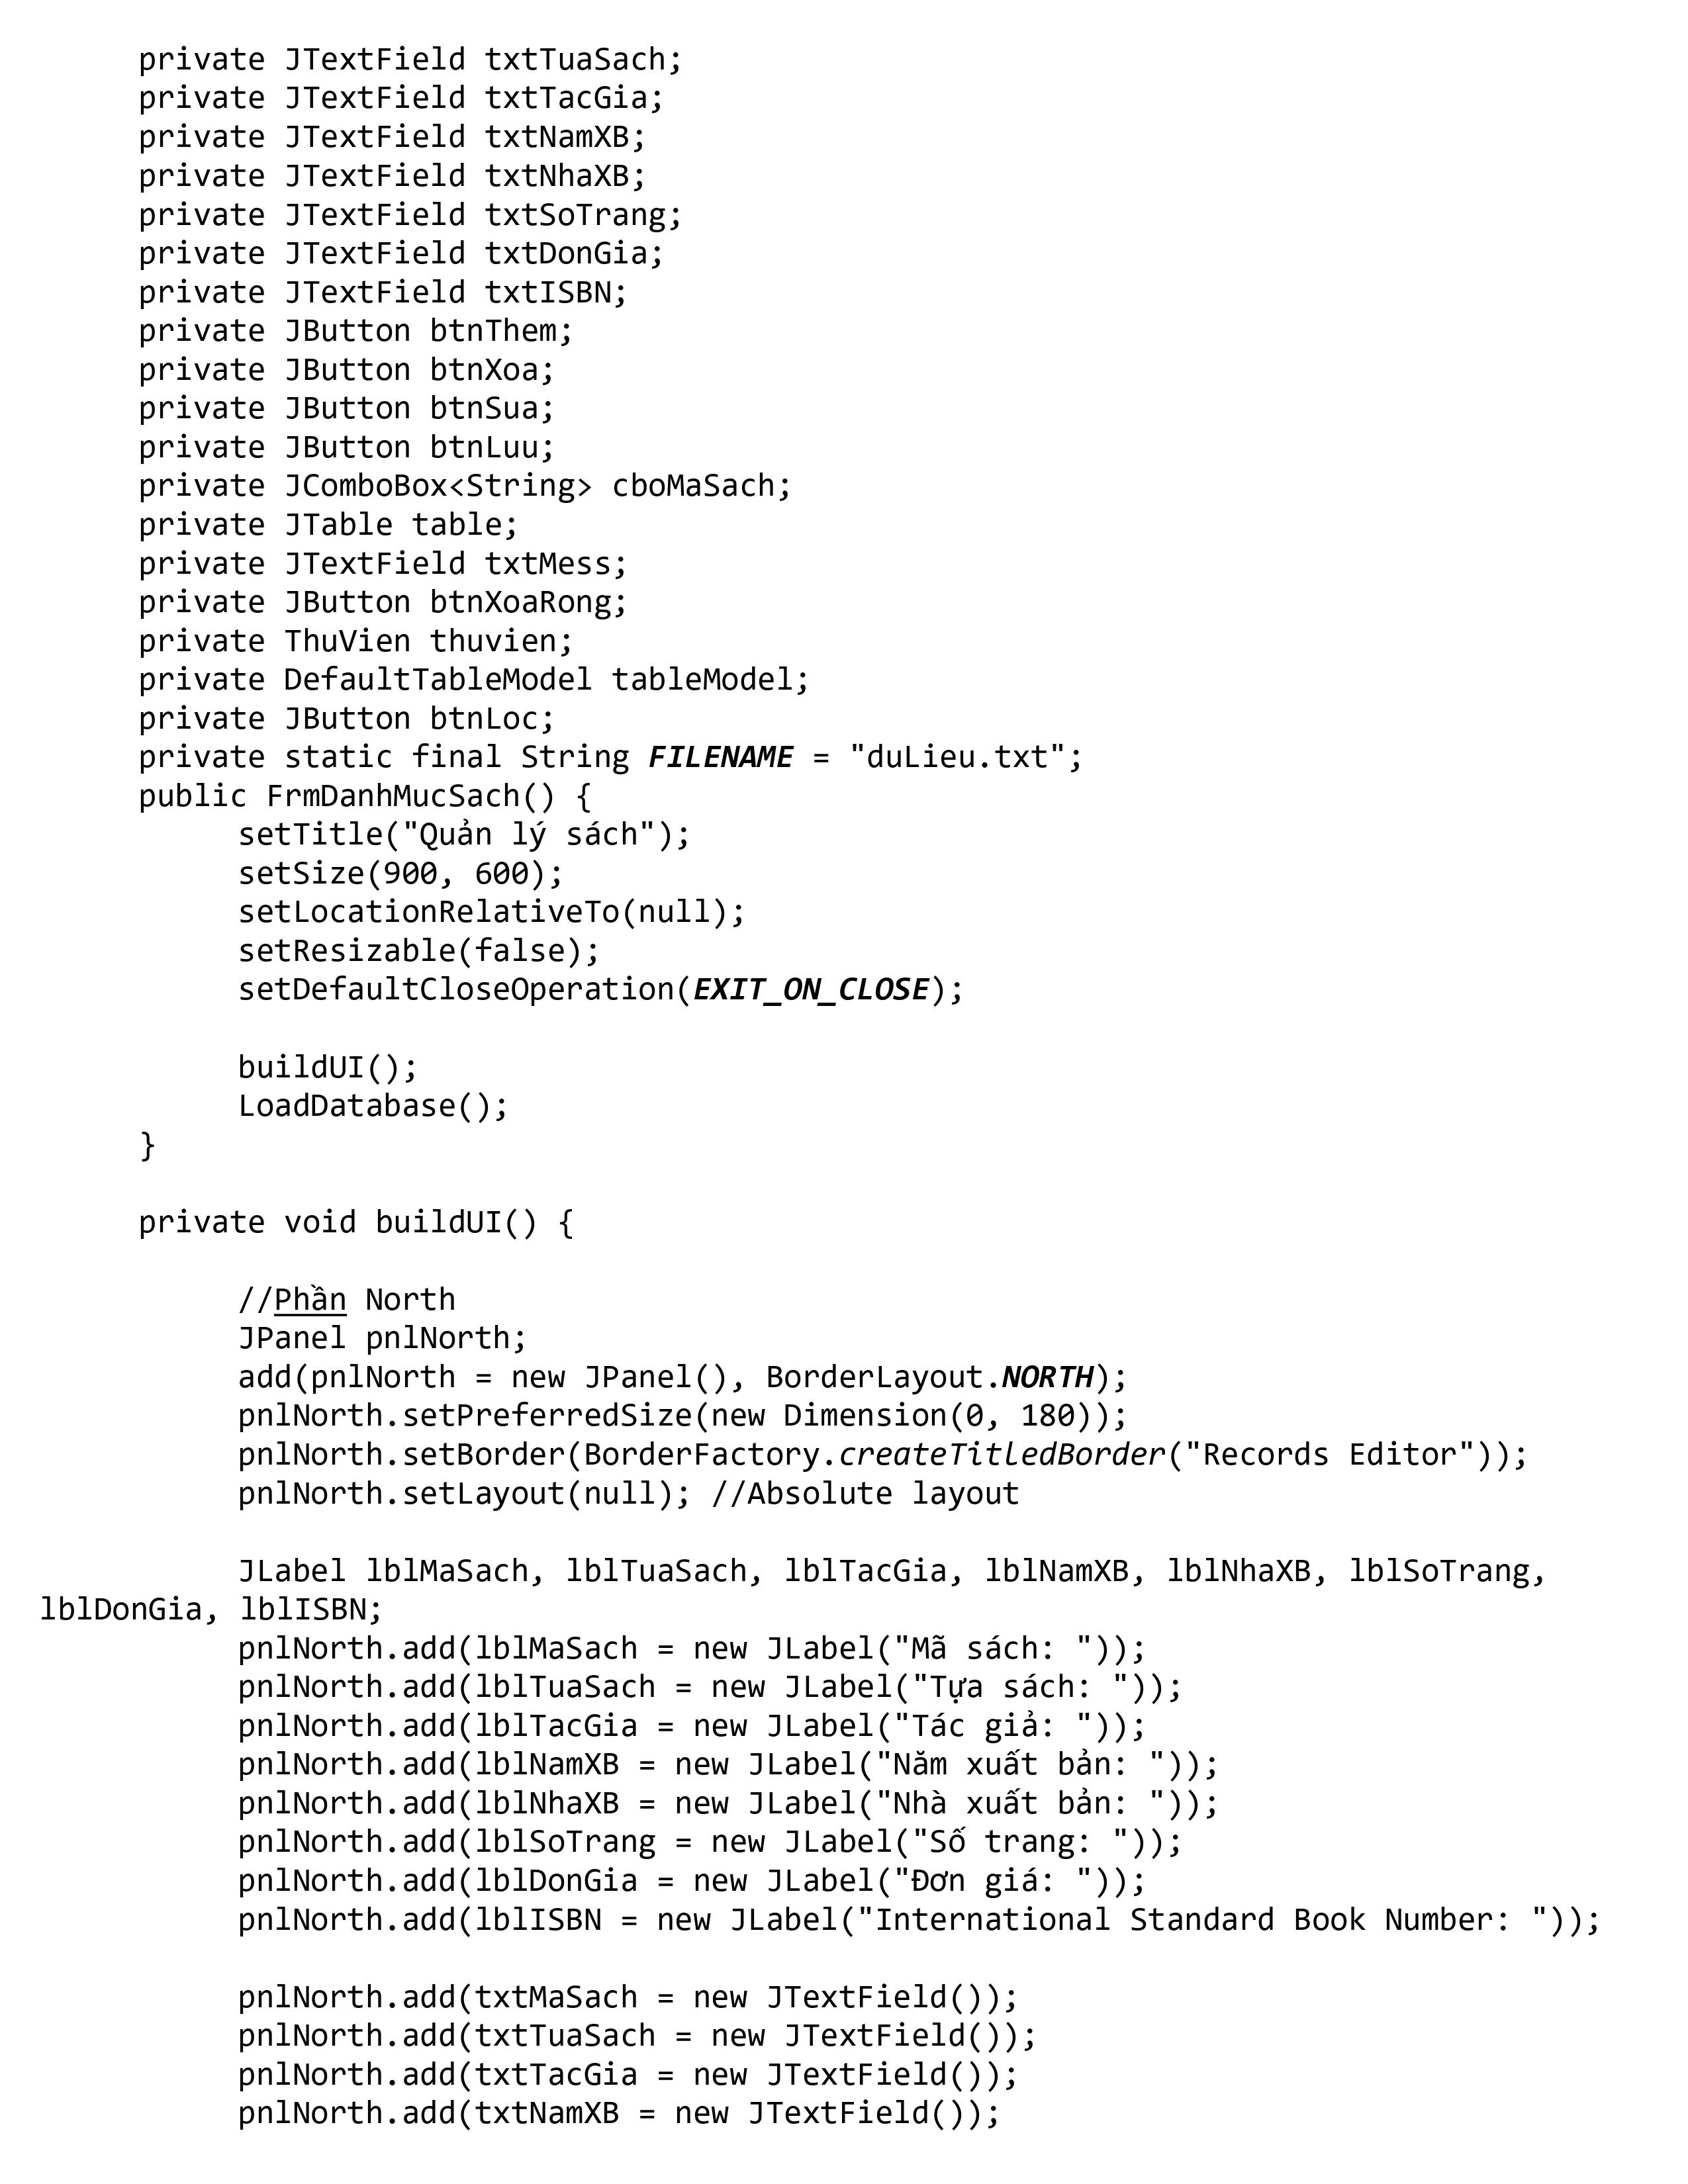 private JTextField txtTuaSach;
private JTextField txtTacGia;
private JTextField txtNamXB;
private JTextField txtNhaXB;
private JTextField txtSoTrang;
private JTextField txtDonGia;
private JTextField txtISBN;
private JButton btnThem;
private JButton btnXoa;
private JButton btnSua;
private JButton btnLuu;
private JComboBox<String> cboMaSach;
private JTable table;
private JTextField txtMess;
private JButton btnXoaRong;
private ThuVien thuvien;
private DefaultTableModel tableModel;
private JButton btnLoc;
private static final String FILENAME = "duLieu.txt";
public FrmDanhMucSach() {
setTitle("Quản lý sách");
setSize(900, 600);
setLocationRelativeTo(null);
setResizable(false);
setDefaultCloseOperation(EXIT_ON_CLOSE);
buildUI();
LoadDatabase();
}
private void buildUI() {
//Phần North
JPanel pnlNorth;
add(pnlNorth = new JPanel(), BorderLayout.NORTH);
pnlNorth.setPreferredSize(new Dimension(0, 180));
pnlNorth.setBorder(BorderFactory.createTitledBorder("Records Editor"));
pnlNorth.setLayout(null); //Absolute layout
JLabel lblMaSach, lblTuaSach, lblTacGia, lblNamXB, lblNhaXB, lblSoTrang,
lblDonGia, lblISBN;
pnlNorth.add(lblMaSach = new JLabel("Mã sách: "));
pnlNorth.add(lblTuaSach = new JLabel("Tựa sách: "));
pnlNorth.add(lblTacGia = new JLabel("Tác giả: "));
pnlNorth.add(lblNamXB = new JLabel("Năm xuất bản: "));
pnlNorth.add(lblNhaXB = new JLabel("Nhà xuất bản: "));
pnlNorth.add(lblSoTrang = new JLabel("Số trang: "));
pnlNorth.add(lblDonGia = new JLabel("Đơn giá: "));
pnlNorth.add(lblISBN = new JLabel("International Standard Book Number: "));
pnlNorth.add(txtMaSach = new JTextField());
pnlNorth.add(txtTuaSach = new JTextField());
pnlNorth.add(txtTacGia = new JTextField());
pnlNorth.add(txtNamXB = new JTextField());